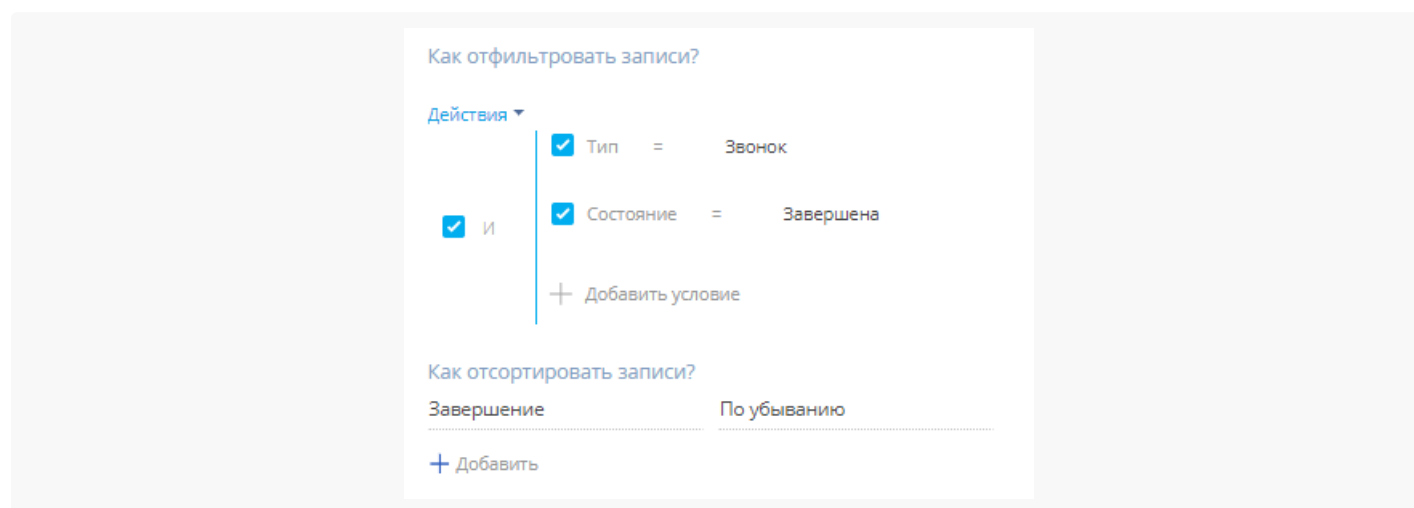 Как отфильтровать записи?
Действия
Тип = Звонок
И
Состояние = Завершена
Добавить условие
Как отсортировать записи?
Завершение По убыванию
Добавить